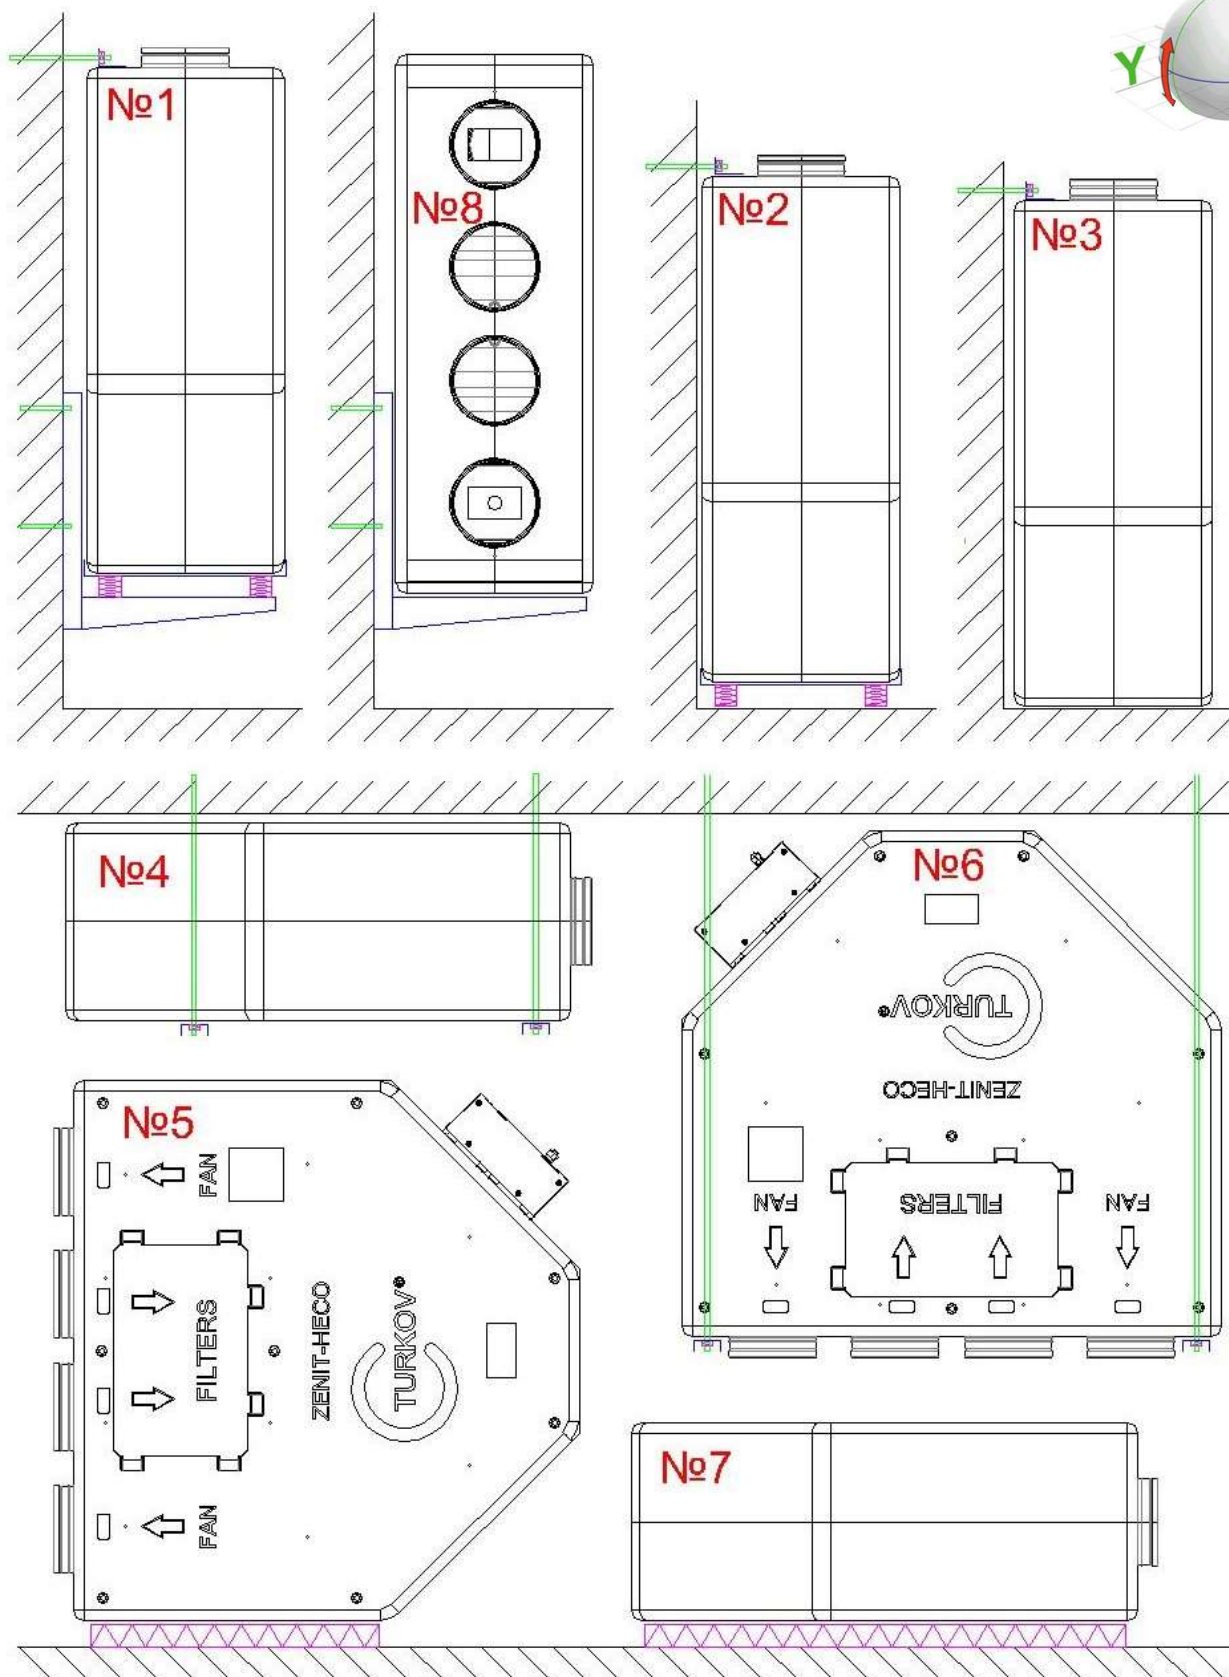 Y
№1
№8
№2
№3
№4
№6
TURKOV
ZENIT-HECO
FAN
FILTERS
FAN
№5
FAN
FILTERS
ZENIT-HECO
TURKOV
FAN
№7